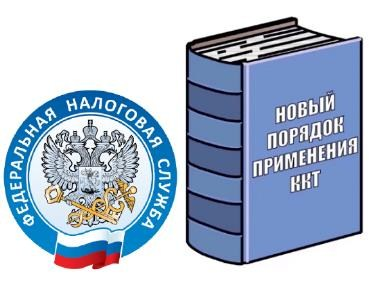 ФЕДЕРАЛЬНАЯ НАЛОГОВАЯ СЛУЖБА
НОВЫЙ
ПОРЯДОК
ПРИМЕНЕНИЯ
ККТ